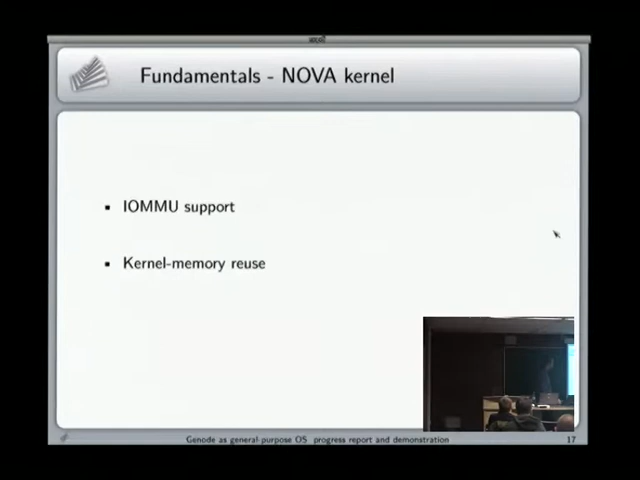 Fundamentals - NOVA kernel
IOMMU support
Kernel-memory reuse
Genode as general-purpose OS progress report and demonstration
17